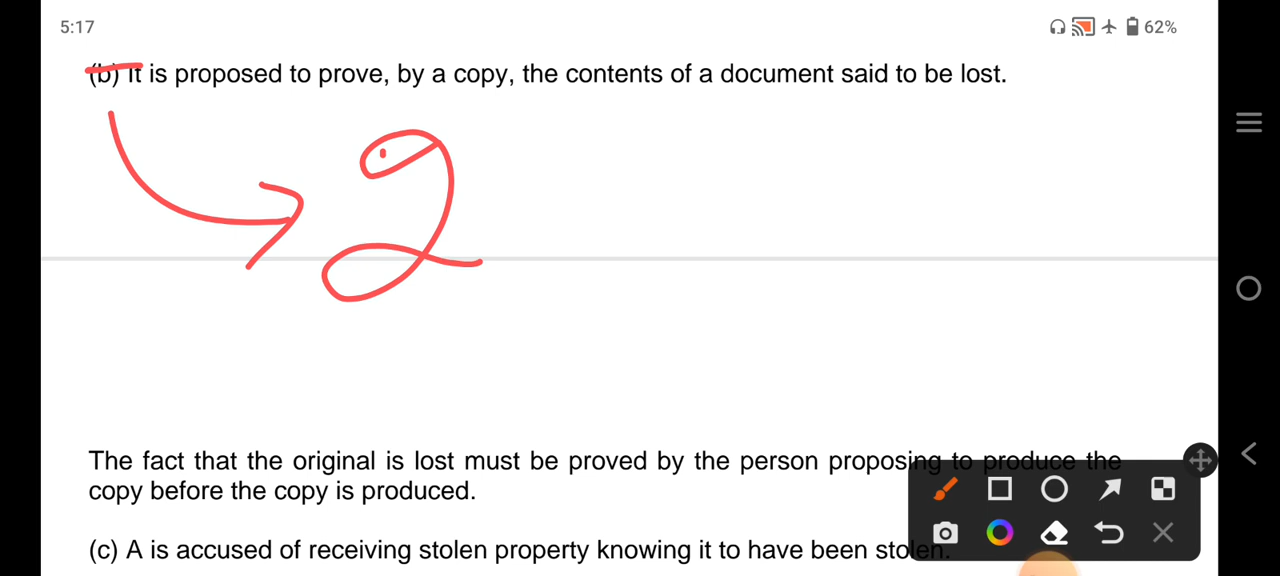 5:17
62%
(b) It is proposed to prove, by a copy, the contents of a document said to be lost.
2
The fact that the original is lost must be proved by the person proposing to produce the
copy before the copy is produced.
(c) A is accused of receiving stolen property knowing it to have been stolen.